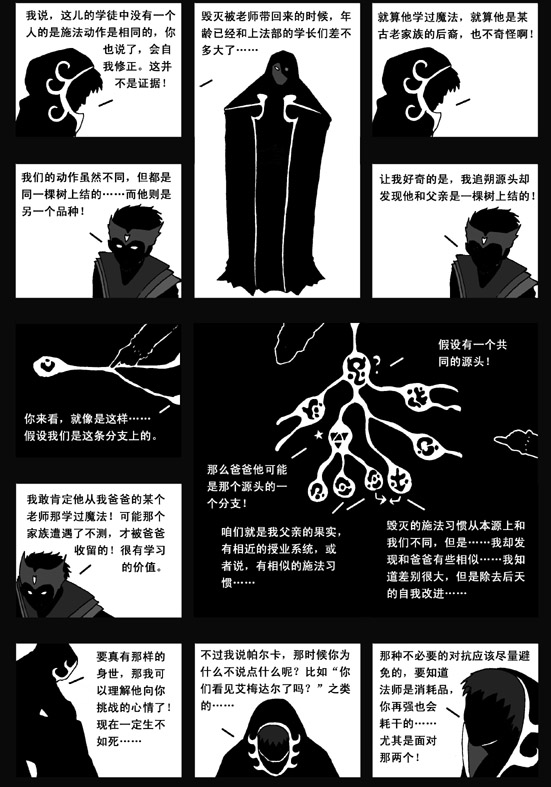 我说，这儿的学徒中没有一个
人的是施法动作是相同的，你
也说了，会自
我修正。这并
不是证据！
毁灭被老师带回来的时候，年
龄已经和上法部的学长们差不
多大了……
就算他学过魔法，就算他是某
古老家族的后裔，也不奇怪啊！
我们的动作虽然不同，但都是
同一棵树上结的……而他则是
另一个品种！
让我好奇的是，我追朔源头却
发现他和父亲是一棵树上结的！
你来看，就像是这样……
假设我们是这条分支上的。
假设有一个共
同的源头！
那么爸爸他可能
是那个源头的一
个分支！
咱们就是我父亲的果实，
有相近的授业系统，或
者说，有相似的施法习
惯……
毁灭的施法习惯从本源上和
我们不同，但是……我却发
现和爸爸有些相似……我知
道差别很大，但是除去后天
的自我改进……
我敢肯定他从我爸爸的某个
老师那学过魔法！可能那个
家族遭遇了不测，才被爸爸
收留的！很有学习
的价值。
要真有那样的
身世，那我可
以理解他向你
挑战的心情了！
现在一定生不
如死……
不过我说帕尔卡，那时候你为
什么不说点什么呢？比如“你
们看见艾梅达尔了吗？”之类
的……
那种不必要的对抗应该尽量避
免的，要知道
法师是消耗品，
你再强也会
耗干的……
尤其是面对
那两个！